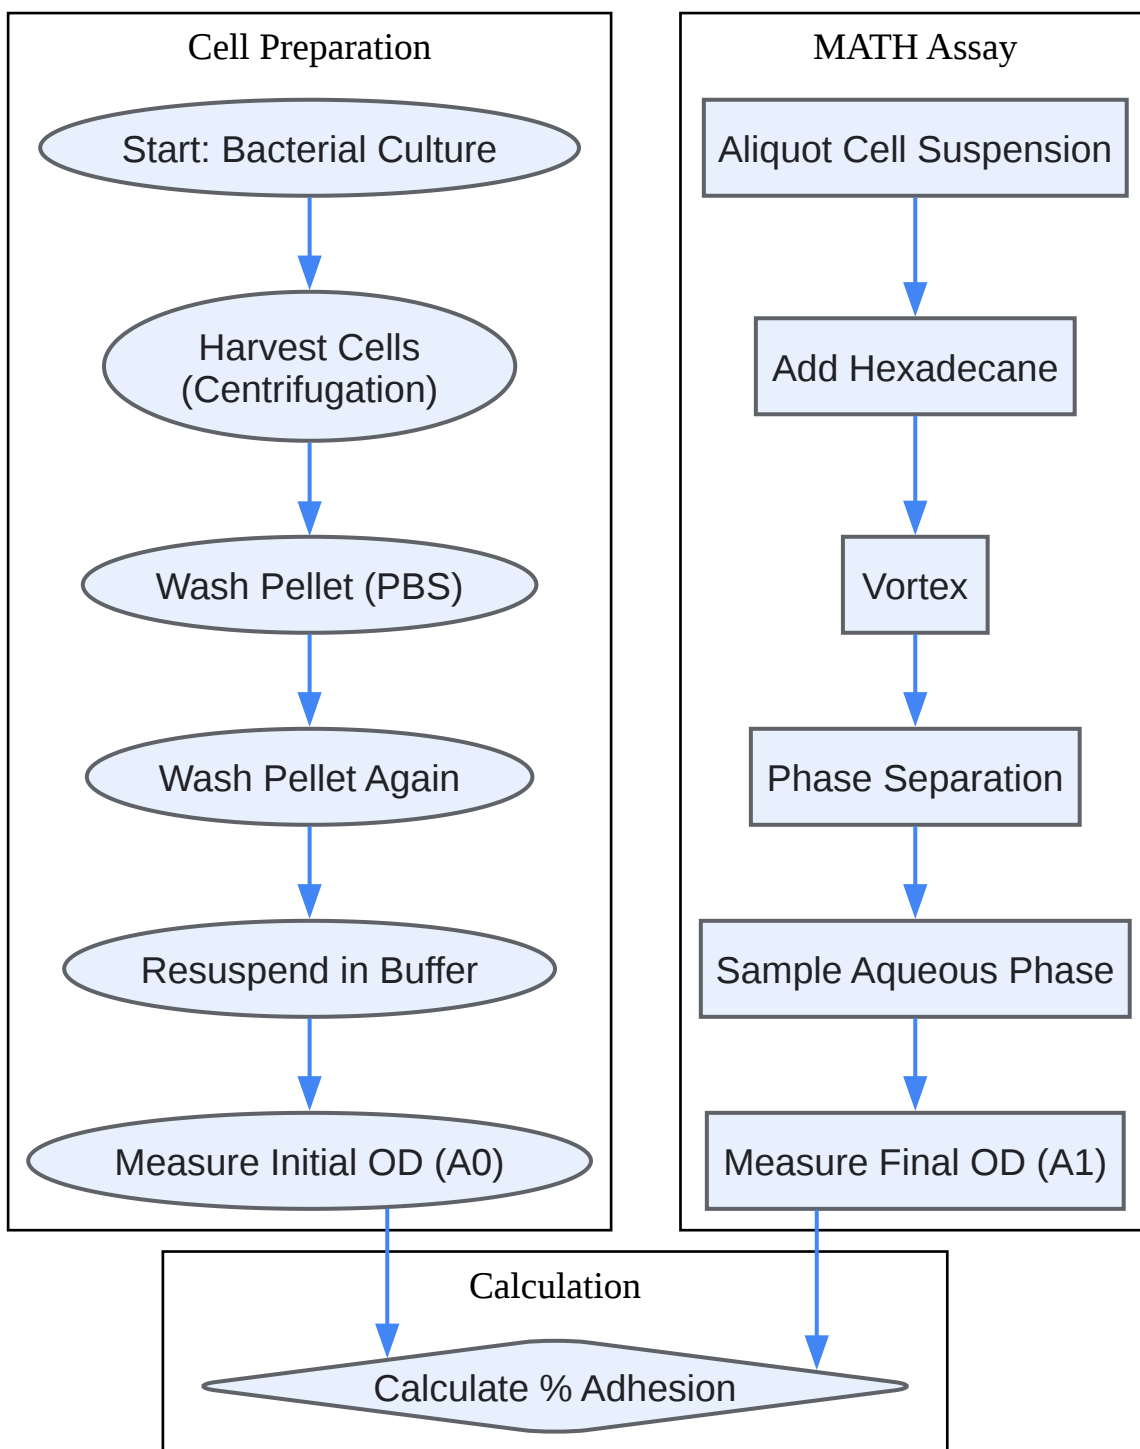 Cell Preparation
Start: Bacterial Culture
Harvest Cells
(Centrifugation)
Wash Pellet (PBS)
Wash Pellet Again
Resuspend in Buffer
Measure Initial OD (A0)
MATH Assay
Aliquot Cell Suspension
Add Hexadecane
Vortex
Phase Separation
Sample Aqueous Phase
Measure Final OD (A1)
Calculation
Calculate % Adhesion